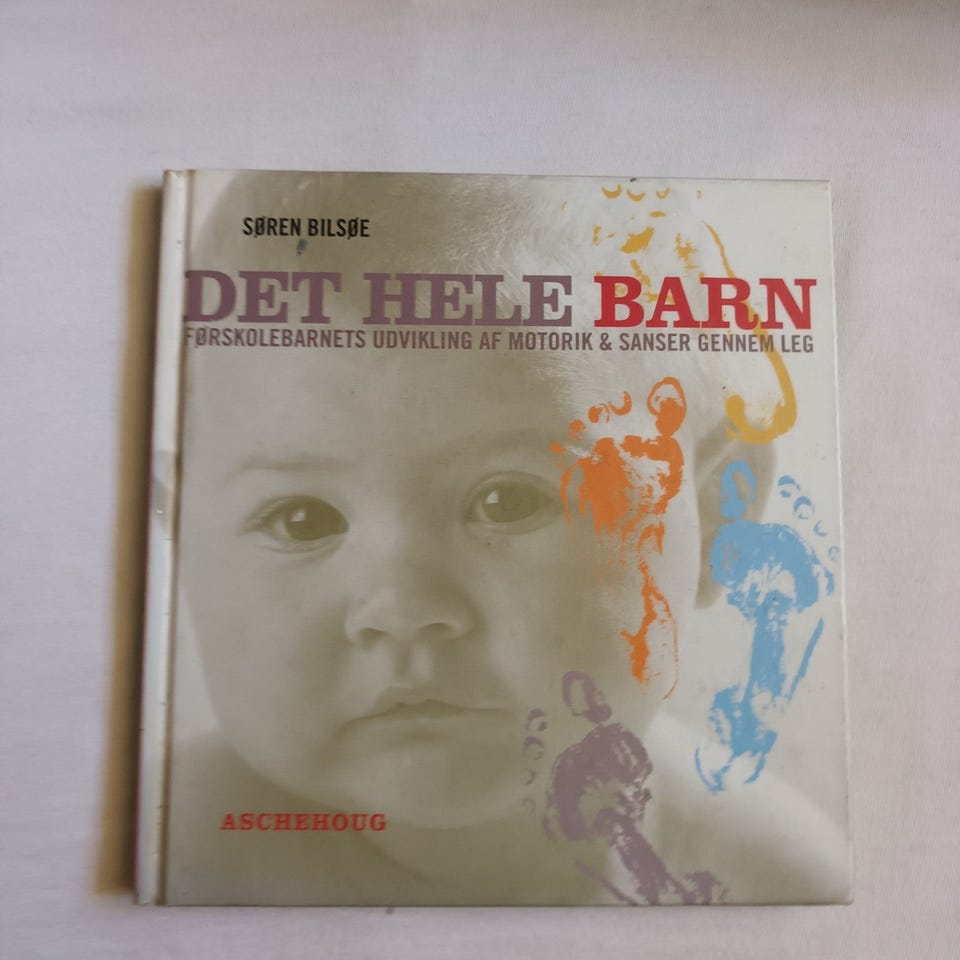 SØREN BILSØE
DET HELE BARN
FØRSKOLEBARNETS UDVIKLING AF MOTORIK & SANSER GENNEM LEG
ASCHEHOUG